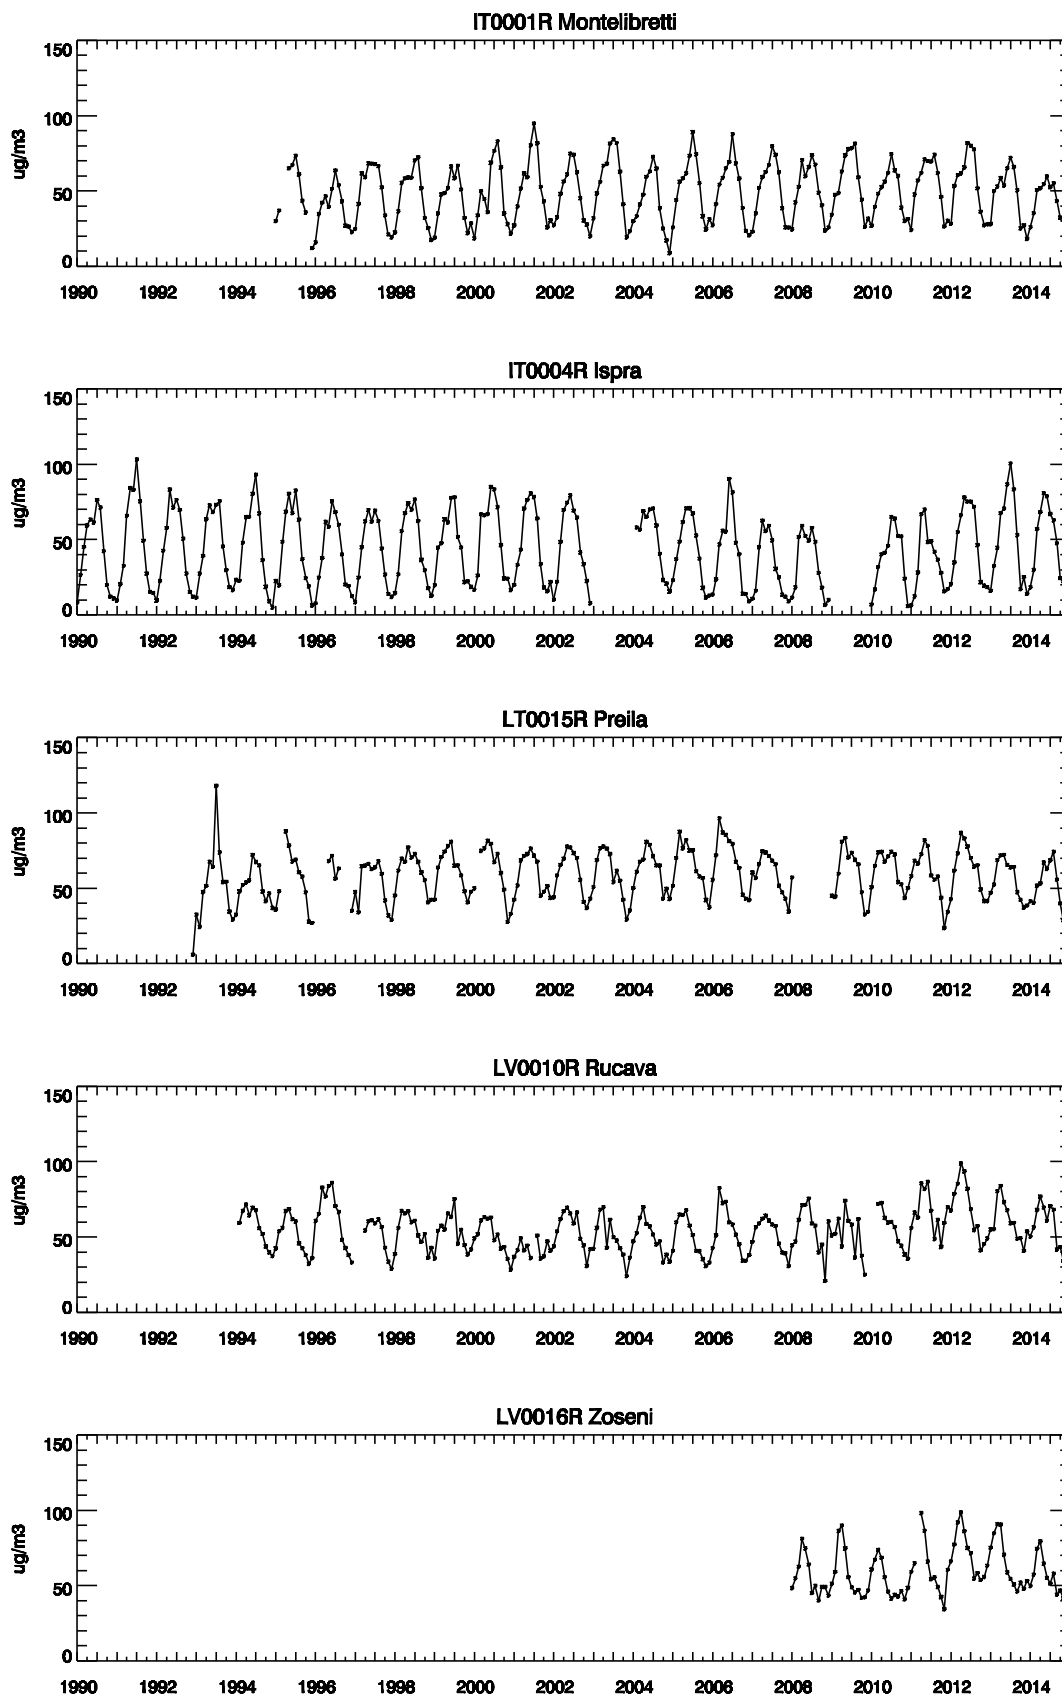 IT0001R Montelibretti
150
100
50
0
ug/m3
1990 1992 1994 1996 1998 2000 2002 2004 2006 2008 2010 2012 2014
IT0004R Ispra
150
100
50
0
ug/m3
1990 1992 1994 1996 1998 2000 2002 2004 2006 2008 2010 2012 2014
LT0015R Preila
150
100
50
0
ug/m3
1990 1992 1994 1996 1998 2000 2002 2004 2006 2008 2010 2012 2014
LV0010R Rucava
150
100
50
0
ug/m3
1990 1992 1994 1996 1998 2000 2002 2004 2006 2008 2010 2012 2014
LV0016R Zoseni
150
100
50
0
ug/m3
1990 1992 1994 1996 1998 2000 2002 2004 2006 2008 2010 2012 2014